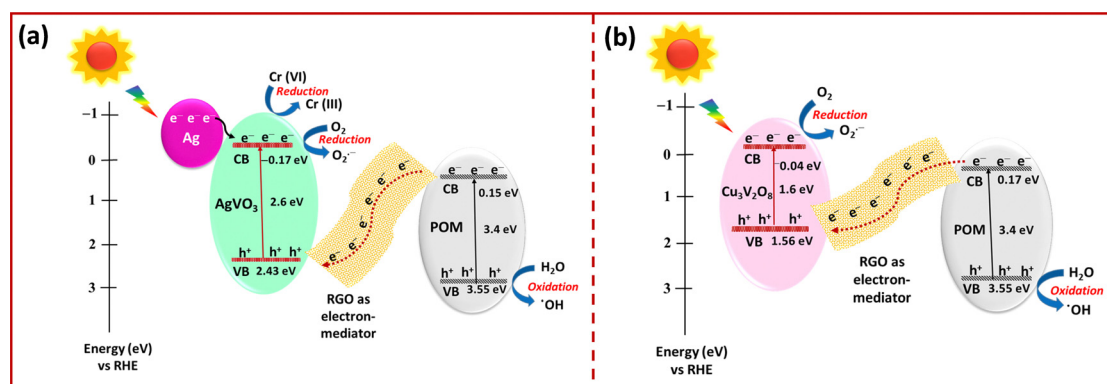 (a)
Cr (VI)
Reduction
Cr (III)
−1
e⁻ e⁻ e⁻
Ag
O₂
Reduction
O₂·⁻
e⁻ e⁻ e⁻
CB
−0.17 eV
0
AgVO₃
2.6 eV
1
2
h⁺ h⁺ h⁺
VB 2.43 eV
3
e⁻ e⁻ e⁻ e⁻ e⁻ e⁻
e⁻ e⁻ e⁻
CB
0.15 eV
POM
3.4 eV
h⁺ h⁺ h⁺
VB 3.55 eV
H₂O
Oxidation
·OH
RGO as
electron-
mediator
Energy (eV)
vs RHE
(b)
O₂
Reduction
O₂·⁻
−1
e⁻ e⁻ e⁻
CB
−0.04 eV
0
Cu₃V₂O₈
1.6 eV
1
h⁺ h⁺ h⁺
VB 1.56 eV
2
3
e⁻ e⁻ e⁻ e⁻ e⁻ e⁻
e⁻ e⁻ e⁻
CB
0.17 eV
POM
3.4 eV
h⁺ h⁺ h⁺
VB 3.55 eV
H₂O
Oxidation
·OH
RGO as
electron-
mediator
Energy (eV)
vs RHE